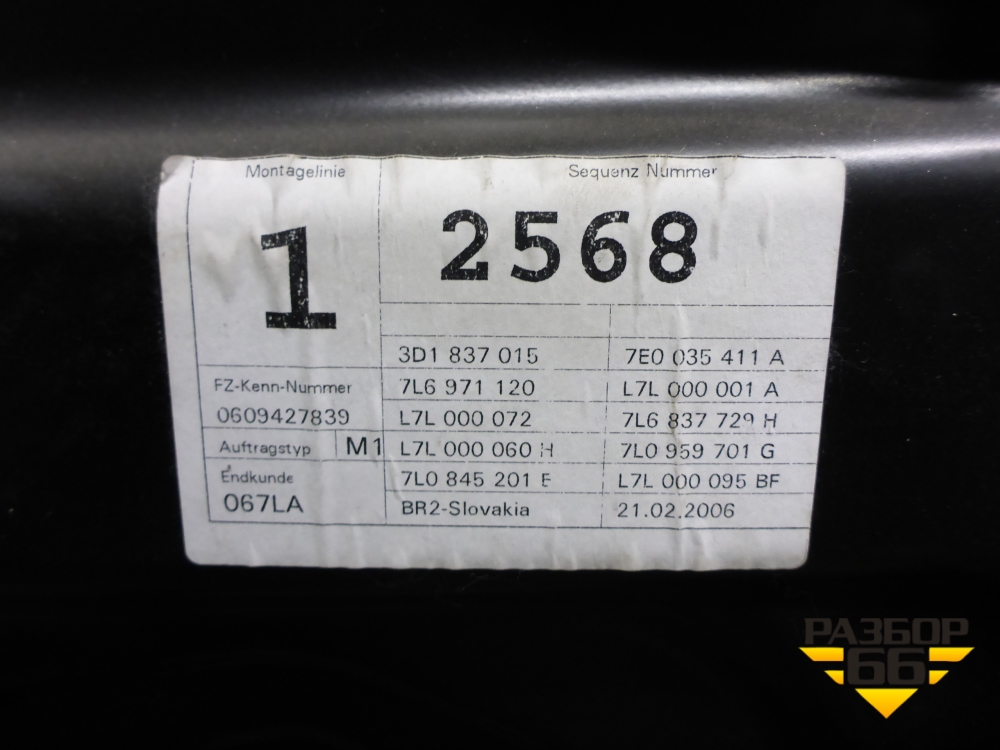 Montagelinie
Sequenz Nummer
1
2568
3D1 837 015
7E0 035 411 A
FZ-Kenn-Nummer
7L6 971 120
L7L 000 001 A
0609427839
L7L 000 072
7L6 837 729 H
Auftragstyp M1
L7L 000 060 H
7L0 959 701 G
Endkunde
7L0 845 201 E
L7L 000 095 BF
067LA
BR2-Slovakia
21.02.2006
РАЗБОР
66